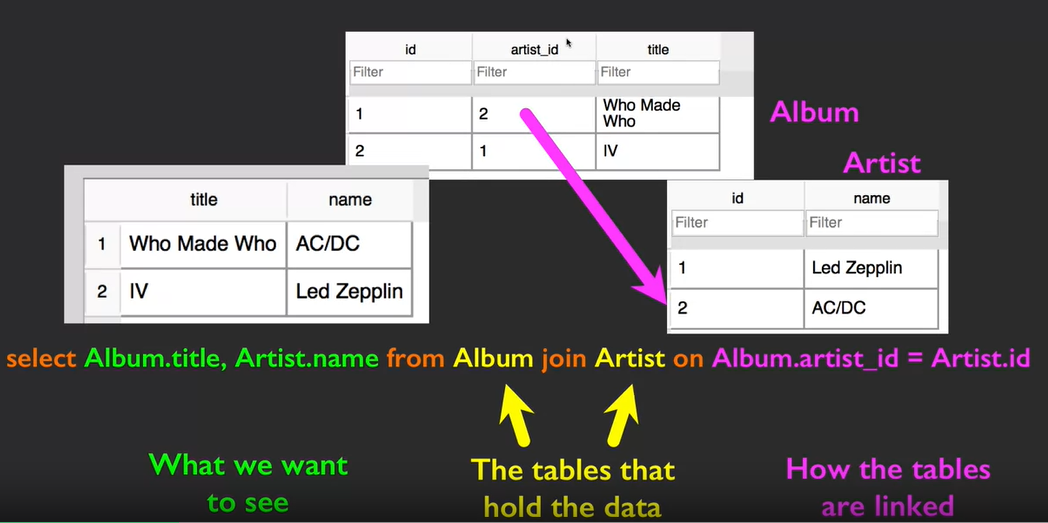 id artist_id title
Filter Filter Filter
1 2 Who Made
Who
2 1 IV
Album
Artist
title name
1 Who Made Who AC/DC
2 IV Led Zepplin
id name
Filter Filter
1 Led Zepplin
2 AC/DC
select Album.title, Artist.name from Album join Artist on Album.artist_id = Artist.id
What we want
to see
The tables that
hold the data
How the tables
are linked